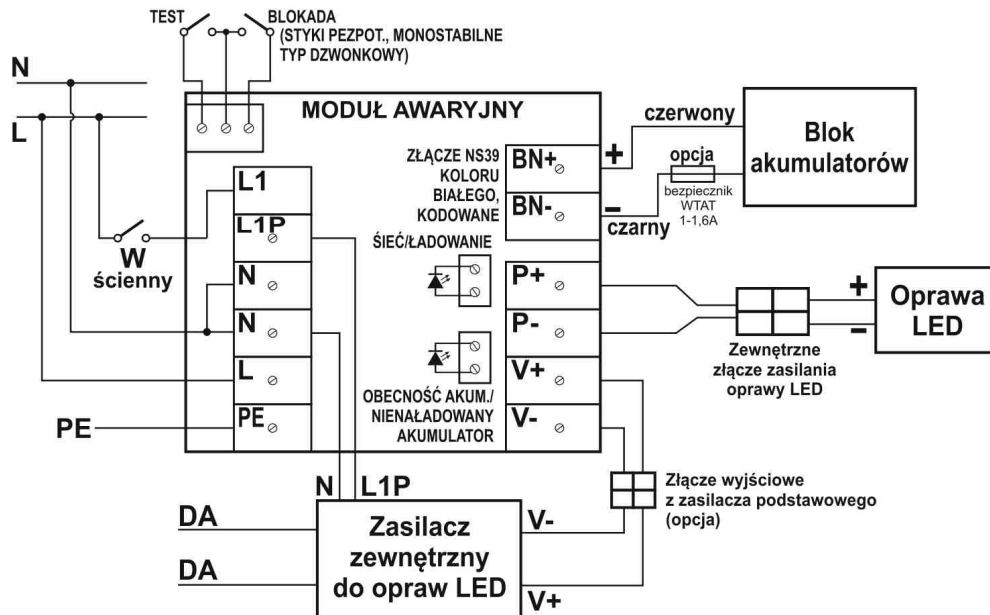 TEST
BLOKADA
(STYKI PEZPOT., MONOSTABILNE
TYP DZWONKOWY)
N
L
MODUŁ AWARYJNY
L1
L1P
N
N
L
PE
W
ścienny
PE
ZŁĄCZE NS39
KOLORU
BIAŁEGO,
KODOWANE
ŚIEĆ/ŁADOWANIE
OBECNOŚĆ AKUM./
NIENAŁADOWANY
AKUMULATOR
BN+
BN-
P+
P-
V+
V-
+
czerwony
–
czarny
opcja
bezpiecznik
WTAT
1-1,6A
Blok
akumulatorów
+
–
Oprawa
LED
Zewnętrzne
złącze zasilania
oprawy LED
Złącze wyjściowe
z zasilacza podstawowego
(opcja)
N
L1P
DA
DA
Zasilacz
zewnętrzny
do opraw LED
V-
V+